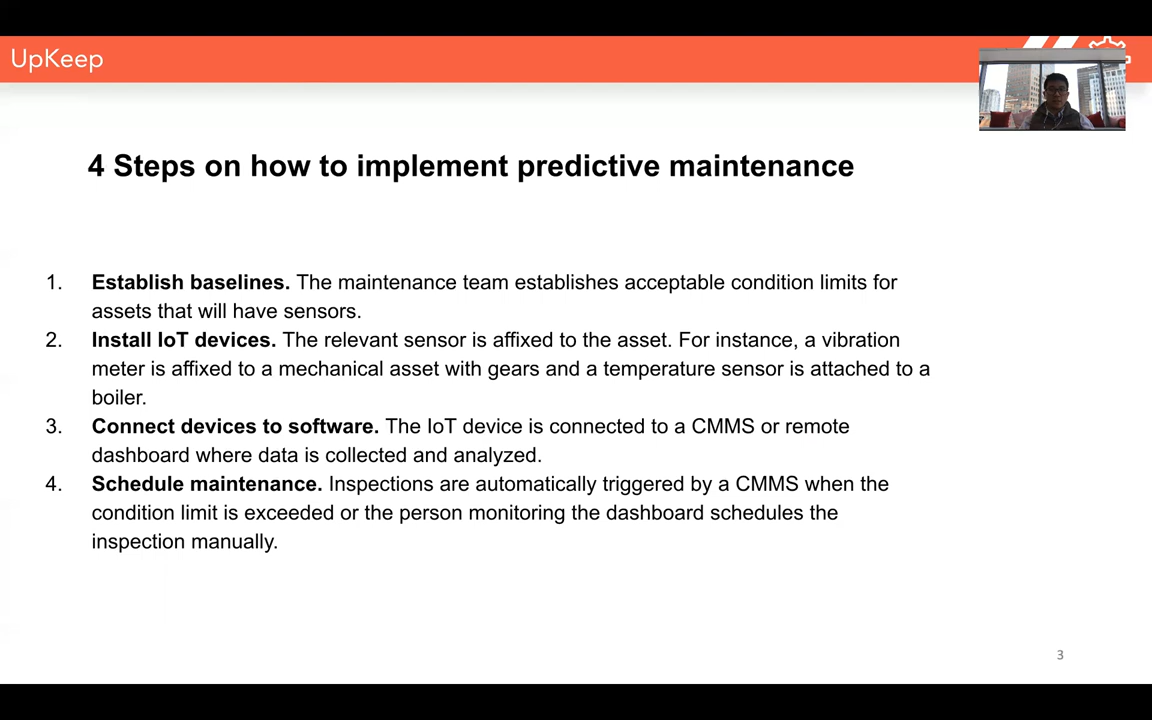 UpKeep
4 Steps on how to implement predictive maintenance
1. Establish baselines. The maintenance team establishes acceptable condition limits for
assets that will have sensors.
2. Install IoT devices. The relevant sensor is affixed to the asset. For instance, a vibration
meter is affixed to a mechanical asset with gears and a temperature sensor is attached to a
boiler.
3. Connect devices to software. The IoT device is connected to a CMMS or remote
dashboard where data is collected and analyzed.
4. Schedule maintenance. Inspections are automatically triggered by a CMMS when the
condition limit is exceeded or the person monitoring the dashboard schedules the
inspection manually.
3